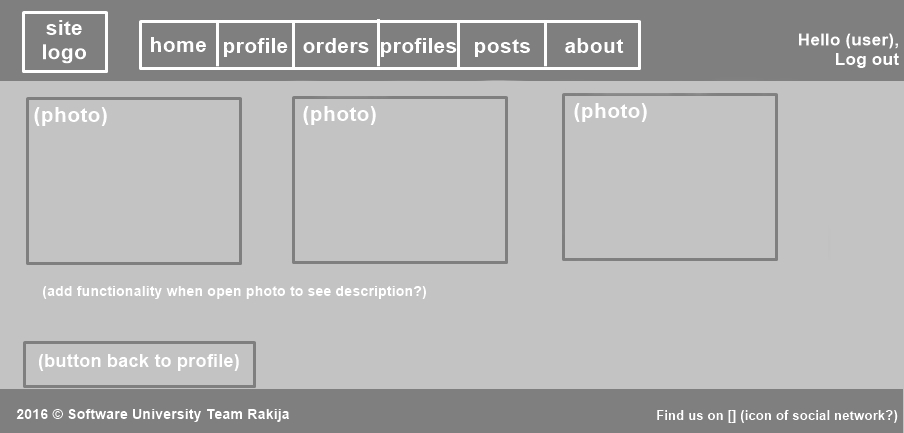 site
logo
home
profile
orders
profiles
posts
about
Hello (user),
Log out
(photo)
(photo)
(photo)
(add functionality when open photo to see description?)
(button back to profile)
2016 © Software University Team Rakija
Find us on [] (icon of social network?)